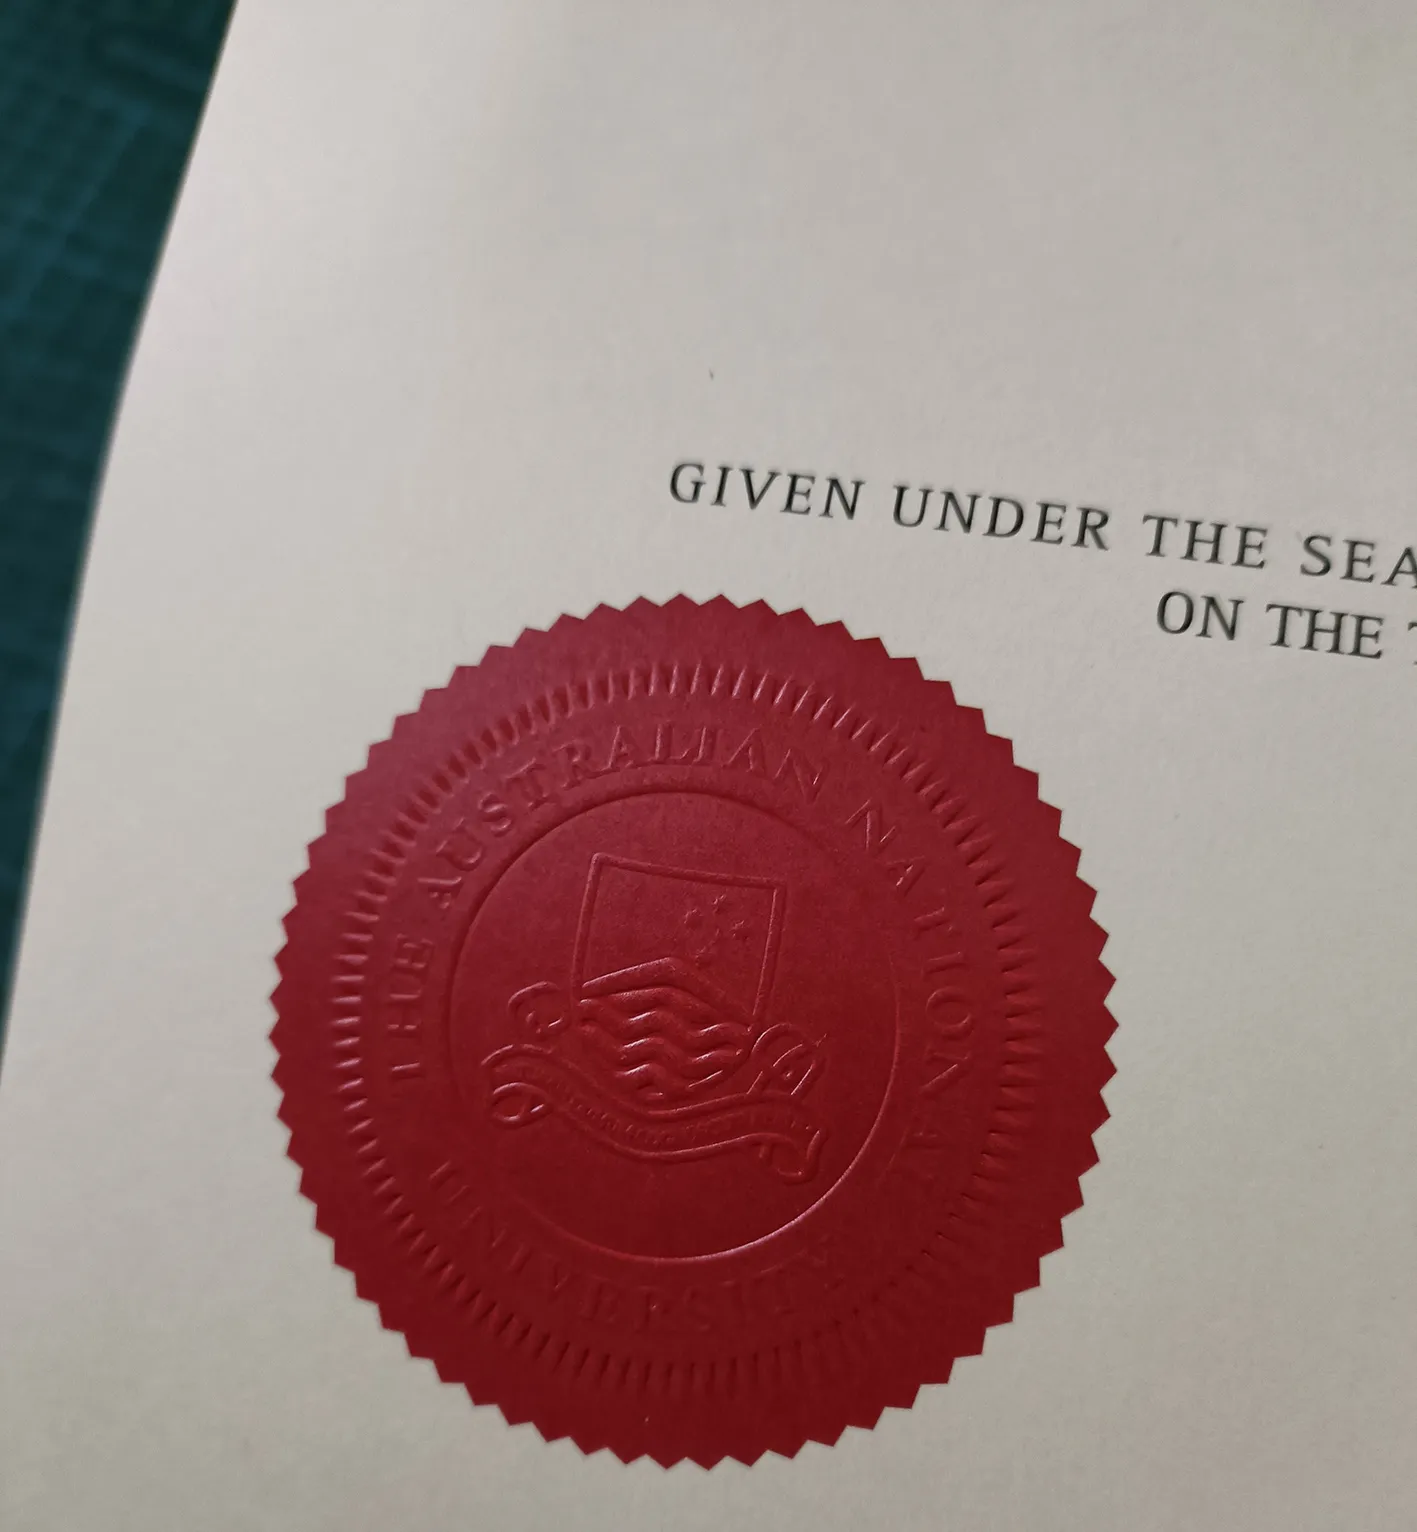 GIVEN UNDER THE SEA
ON THE
THE AUSTRALIAN NATIONAL
UNIVERSITY